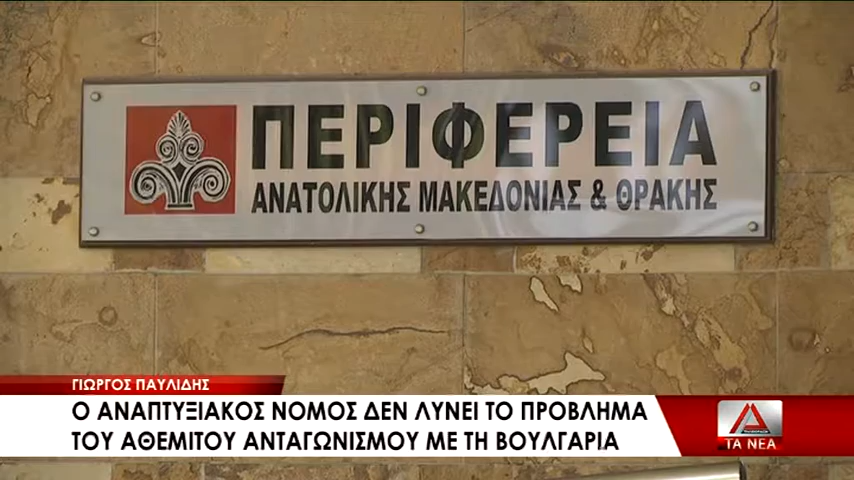 ΠΕΡΙΦΕΡΕΙΑ
ΑΝΑΤΟΛΙΚΗΣ ΜΑΚΕΔΟΝΙΑΣ & ΘΡΑΚΗΣ
ΓΙΩΡΓΟΣ ΠΑΥΛΙΔΗΣ
Ο ΑΝΑΠΤΥΞΙΑΚΟΣ ΝΟΜΟΣ ΔΕΝ ΛΥΝΕΙ ΤΟ ΠΡΟΒΛΗΜΑ
ΤΟΥ ΑΘΕΜΙΤΟΥ ΑΝΤΑΓΩΝΙΣΜΟΥ ΜΕ ΤΗ ΒΟΥΛΓΑΡΙΑ
ΤΑ ΝΕΑ